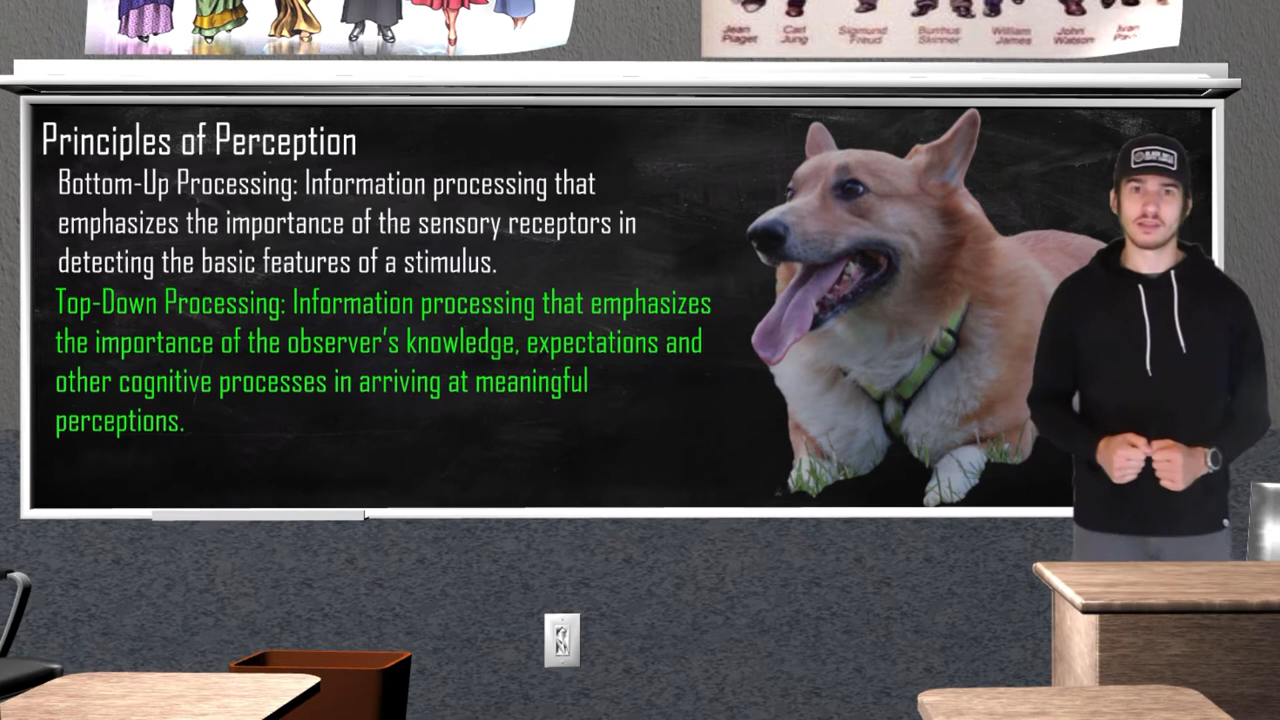 Jean Carl Sigmund Burrhus William John Ivan
Piaget Jung Freud Skinner James Watson
Principles of Perception
Bottom-Up Processing: Information processing that
emphasizes the importance of the sensory receptors in
detecting the basic features of a stimulus.
Top-Down Processing: Information processing that emphasizes
the importance of the observer's knowledge, expectations and
other cognitive processes in arriving at meaningful
perceptions.